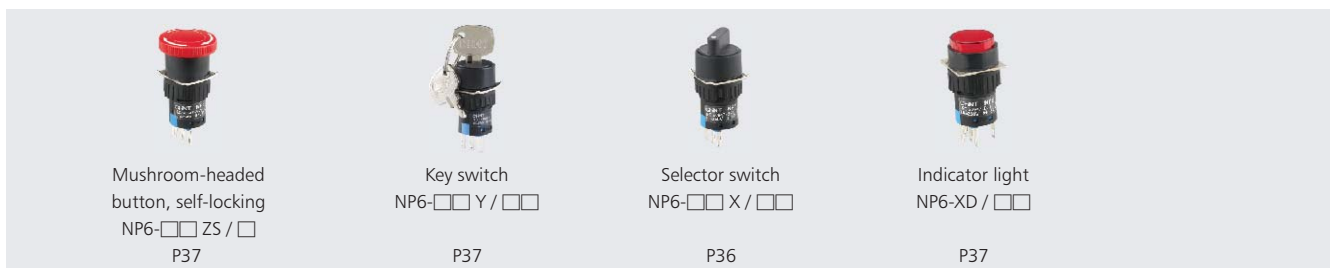 Mushroom-headed
button, self-locking
NP6-□□ ZS / □
P37
Key switch
NP6-□□ Y / □□
P37
Selector switch
NP6-□□ X / □□
P36
Indicator light
NP6-XD / □□
P37